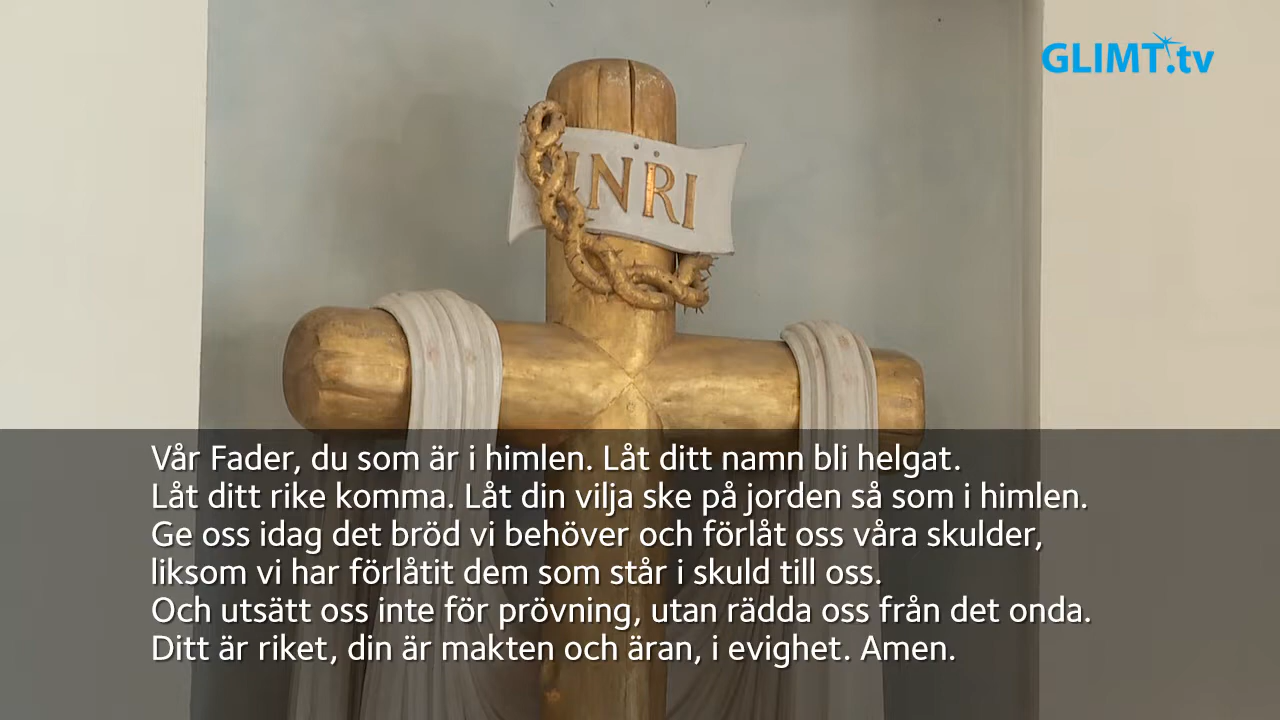 GLIMT.tv
INRI
Vår Fader, du som är i himlen. Låt ditt namn bli helgat.
Låt ditt rike komma. Låt din vilja ske på jorden så som i himlen.
Ge oss idag det bröd vi behöver och förlåt oss våra skulder,
liksom vi har förlåtit dem som står i skuld till oss.
Och utsätt oss inte för prövning, utan rädda oss från det onda.
Ditt är riket, din är makten och äran, i evighet. Amen.